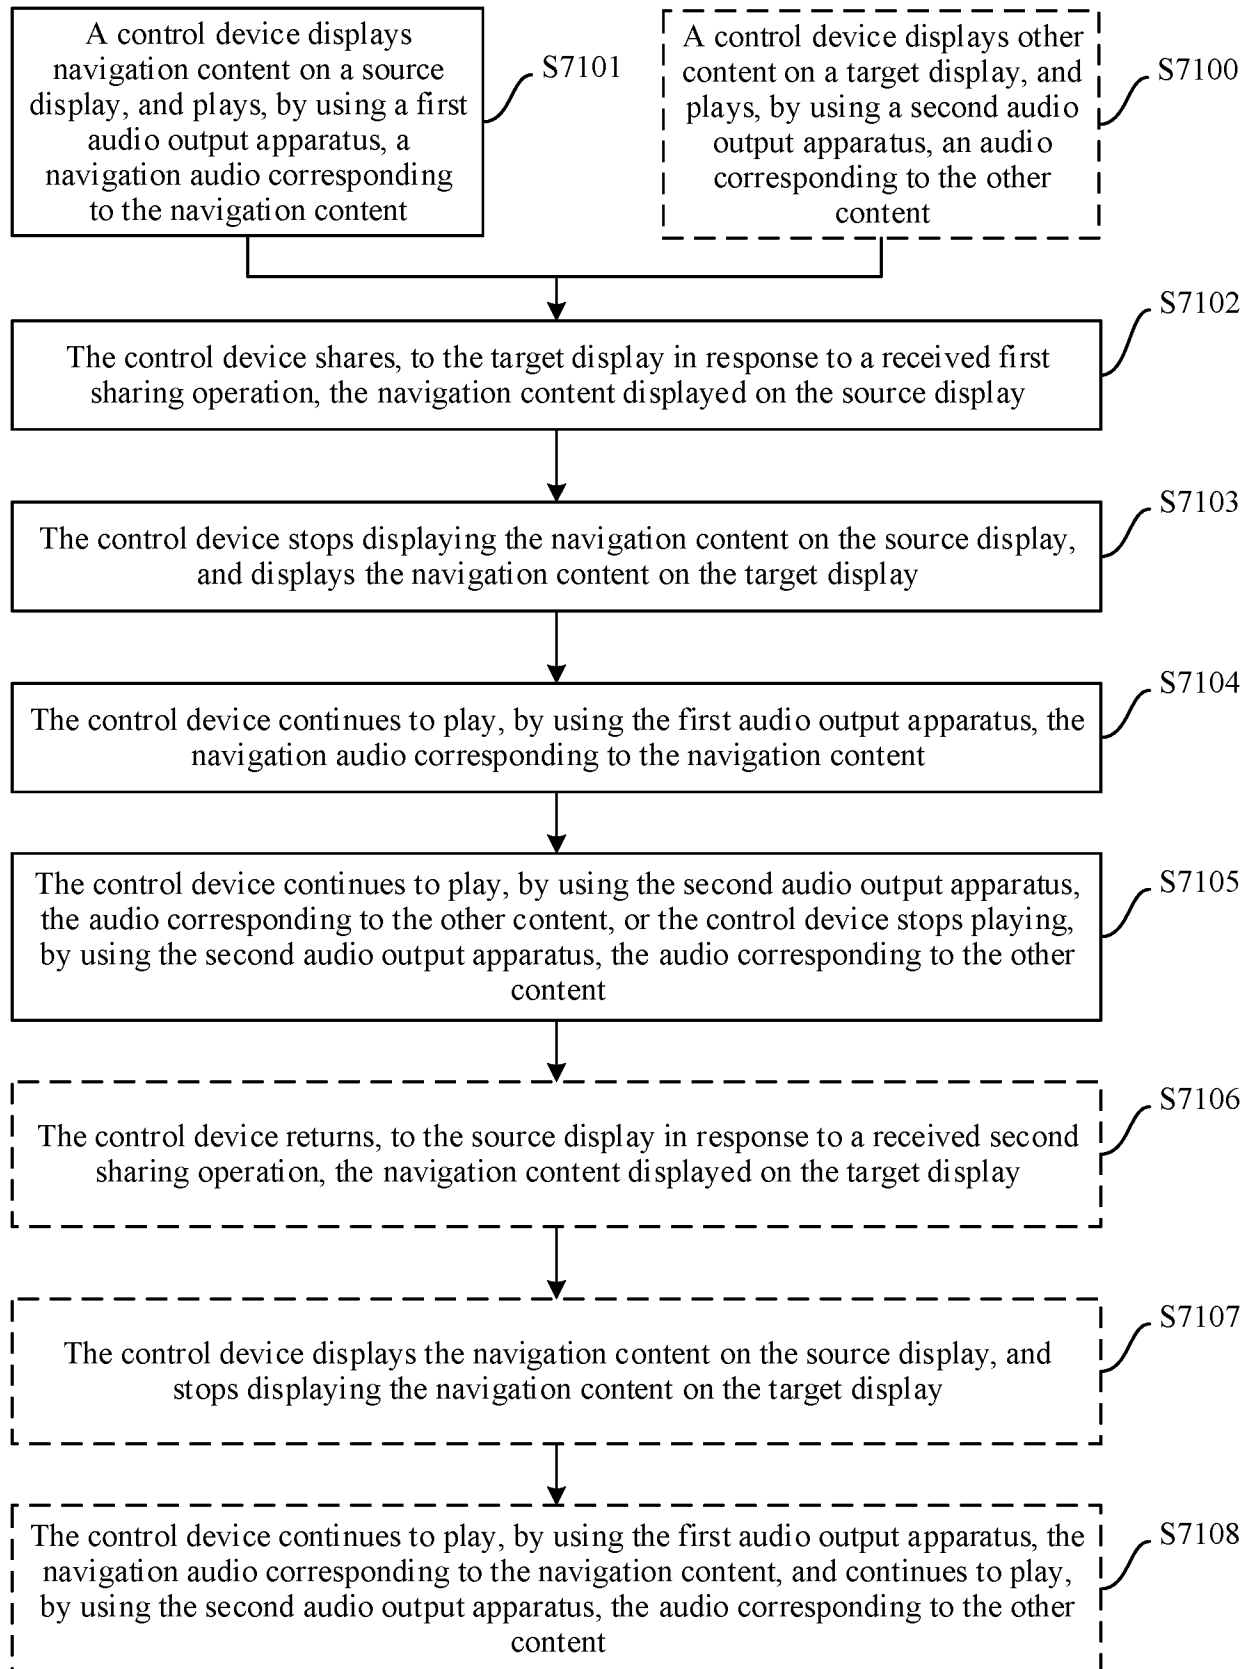 A control device displays
navigation content on a source
display, and plays, by using a first
audio output apparatus, a
navigation audio corresponding
to the navigation content
S7101
A control device displays other
content on a target display, and
plays, by using a second audio
output apparatus, an audio
corresponding to the other
content
S7100
S7102
The control device shares, to the target display in response to a received first
sharing operation, the navigation content displayed on the source display
S7103
The control device stops displaying the navigation content on the source display,
and displays the navigation content on the target display
S7104
The control device continues to play, by using the first audio output apparatus, the
navigation audio corresponding to the navigation content
S7105
The control device continues to play, by using the second audio output apparatus,
the audio corresponding to the other content, or the control device stops playing,
by using the second audio output apparatus, the audio corresponding to the other
content
S7106
The control device returns, to the source display in response to a received second
sharing operation, the navigation content displayed on the target display
S7107
The control device displays the navigation content on the source display, and
stops displaying the navigation content on the target display
S7108
The control device continues to play, by using the first audio output apparatus, the
navigation audio corresponding to the navigation content, and continues to play,
by using the second audio output apparatus, the audio corresponding to the other
content